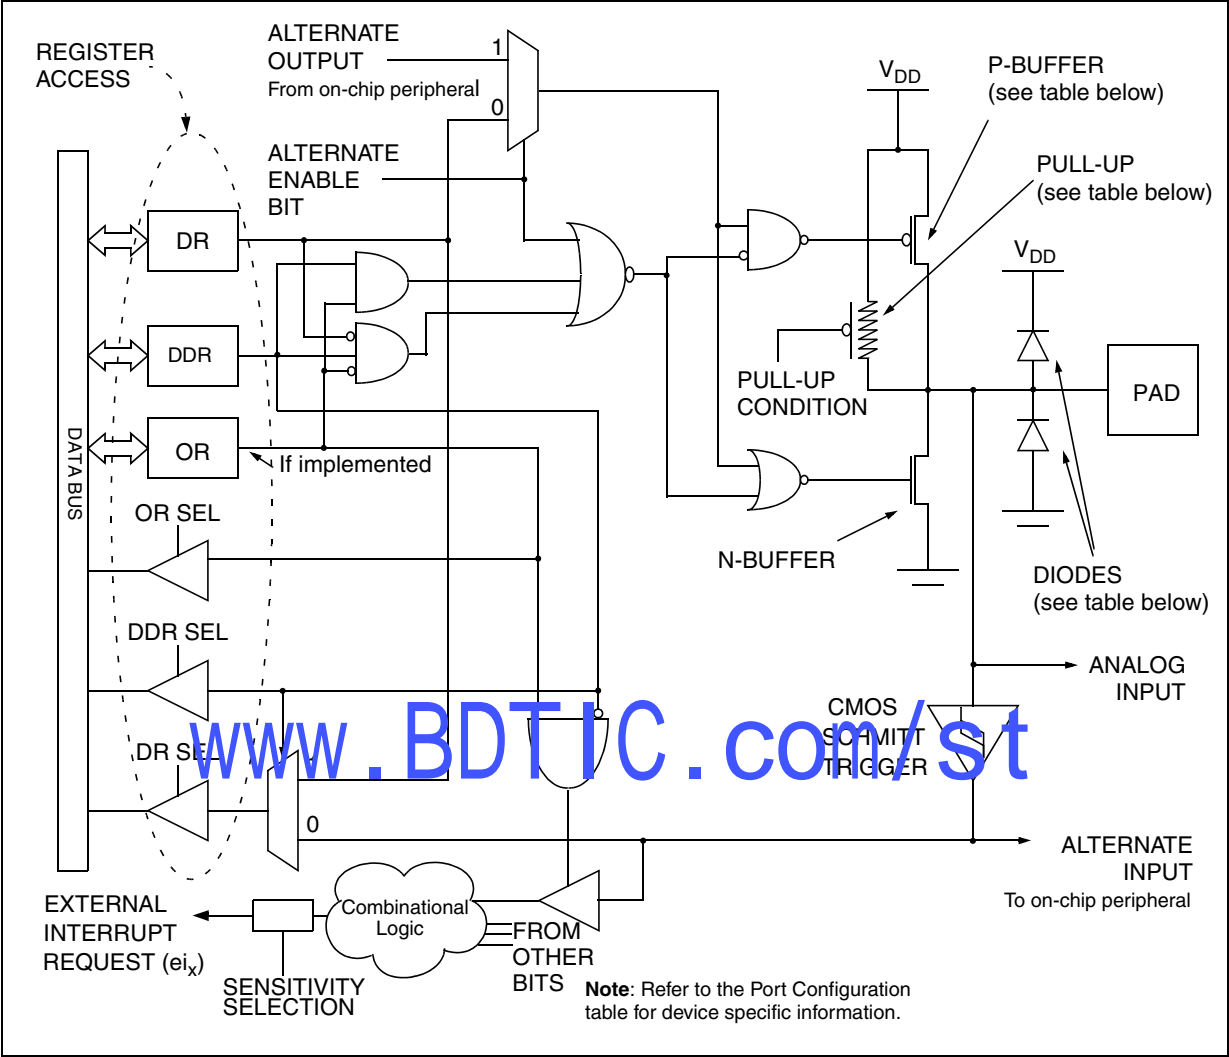 REGISTER
ACCESS
ALTERNATE
OUTPUT
From on-chip peripheral
1
0
ALTERNATE
ENABLE
BIT
VDD
P-BUFFER
(see table below)
PULL-UP
(see table below)
VDD
DR
DDR
OR
If implemented
DATA BUS
PULL-UP
CONDITION
PAD
N-BUFFER
DIODES
(see table below)
OR SEL
DDR SEL
DR SEL
0
ANALOG
INPUT
CMOS
SCHMITT
TRIGGER
www.BDTIC.com/st
ALTERNATE
INPUT
To on-chip peripheral
EXTERNAL
INTERRUPT
REQUEST (eix)
Combinational
Logic
SENSITIVITY
SELECTION
FROM
OTHER
BITS
Note: Refer to the Port Configuration
table for device specific information.